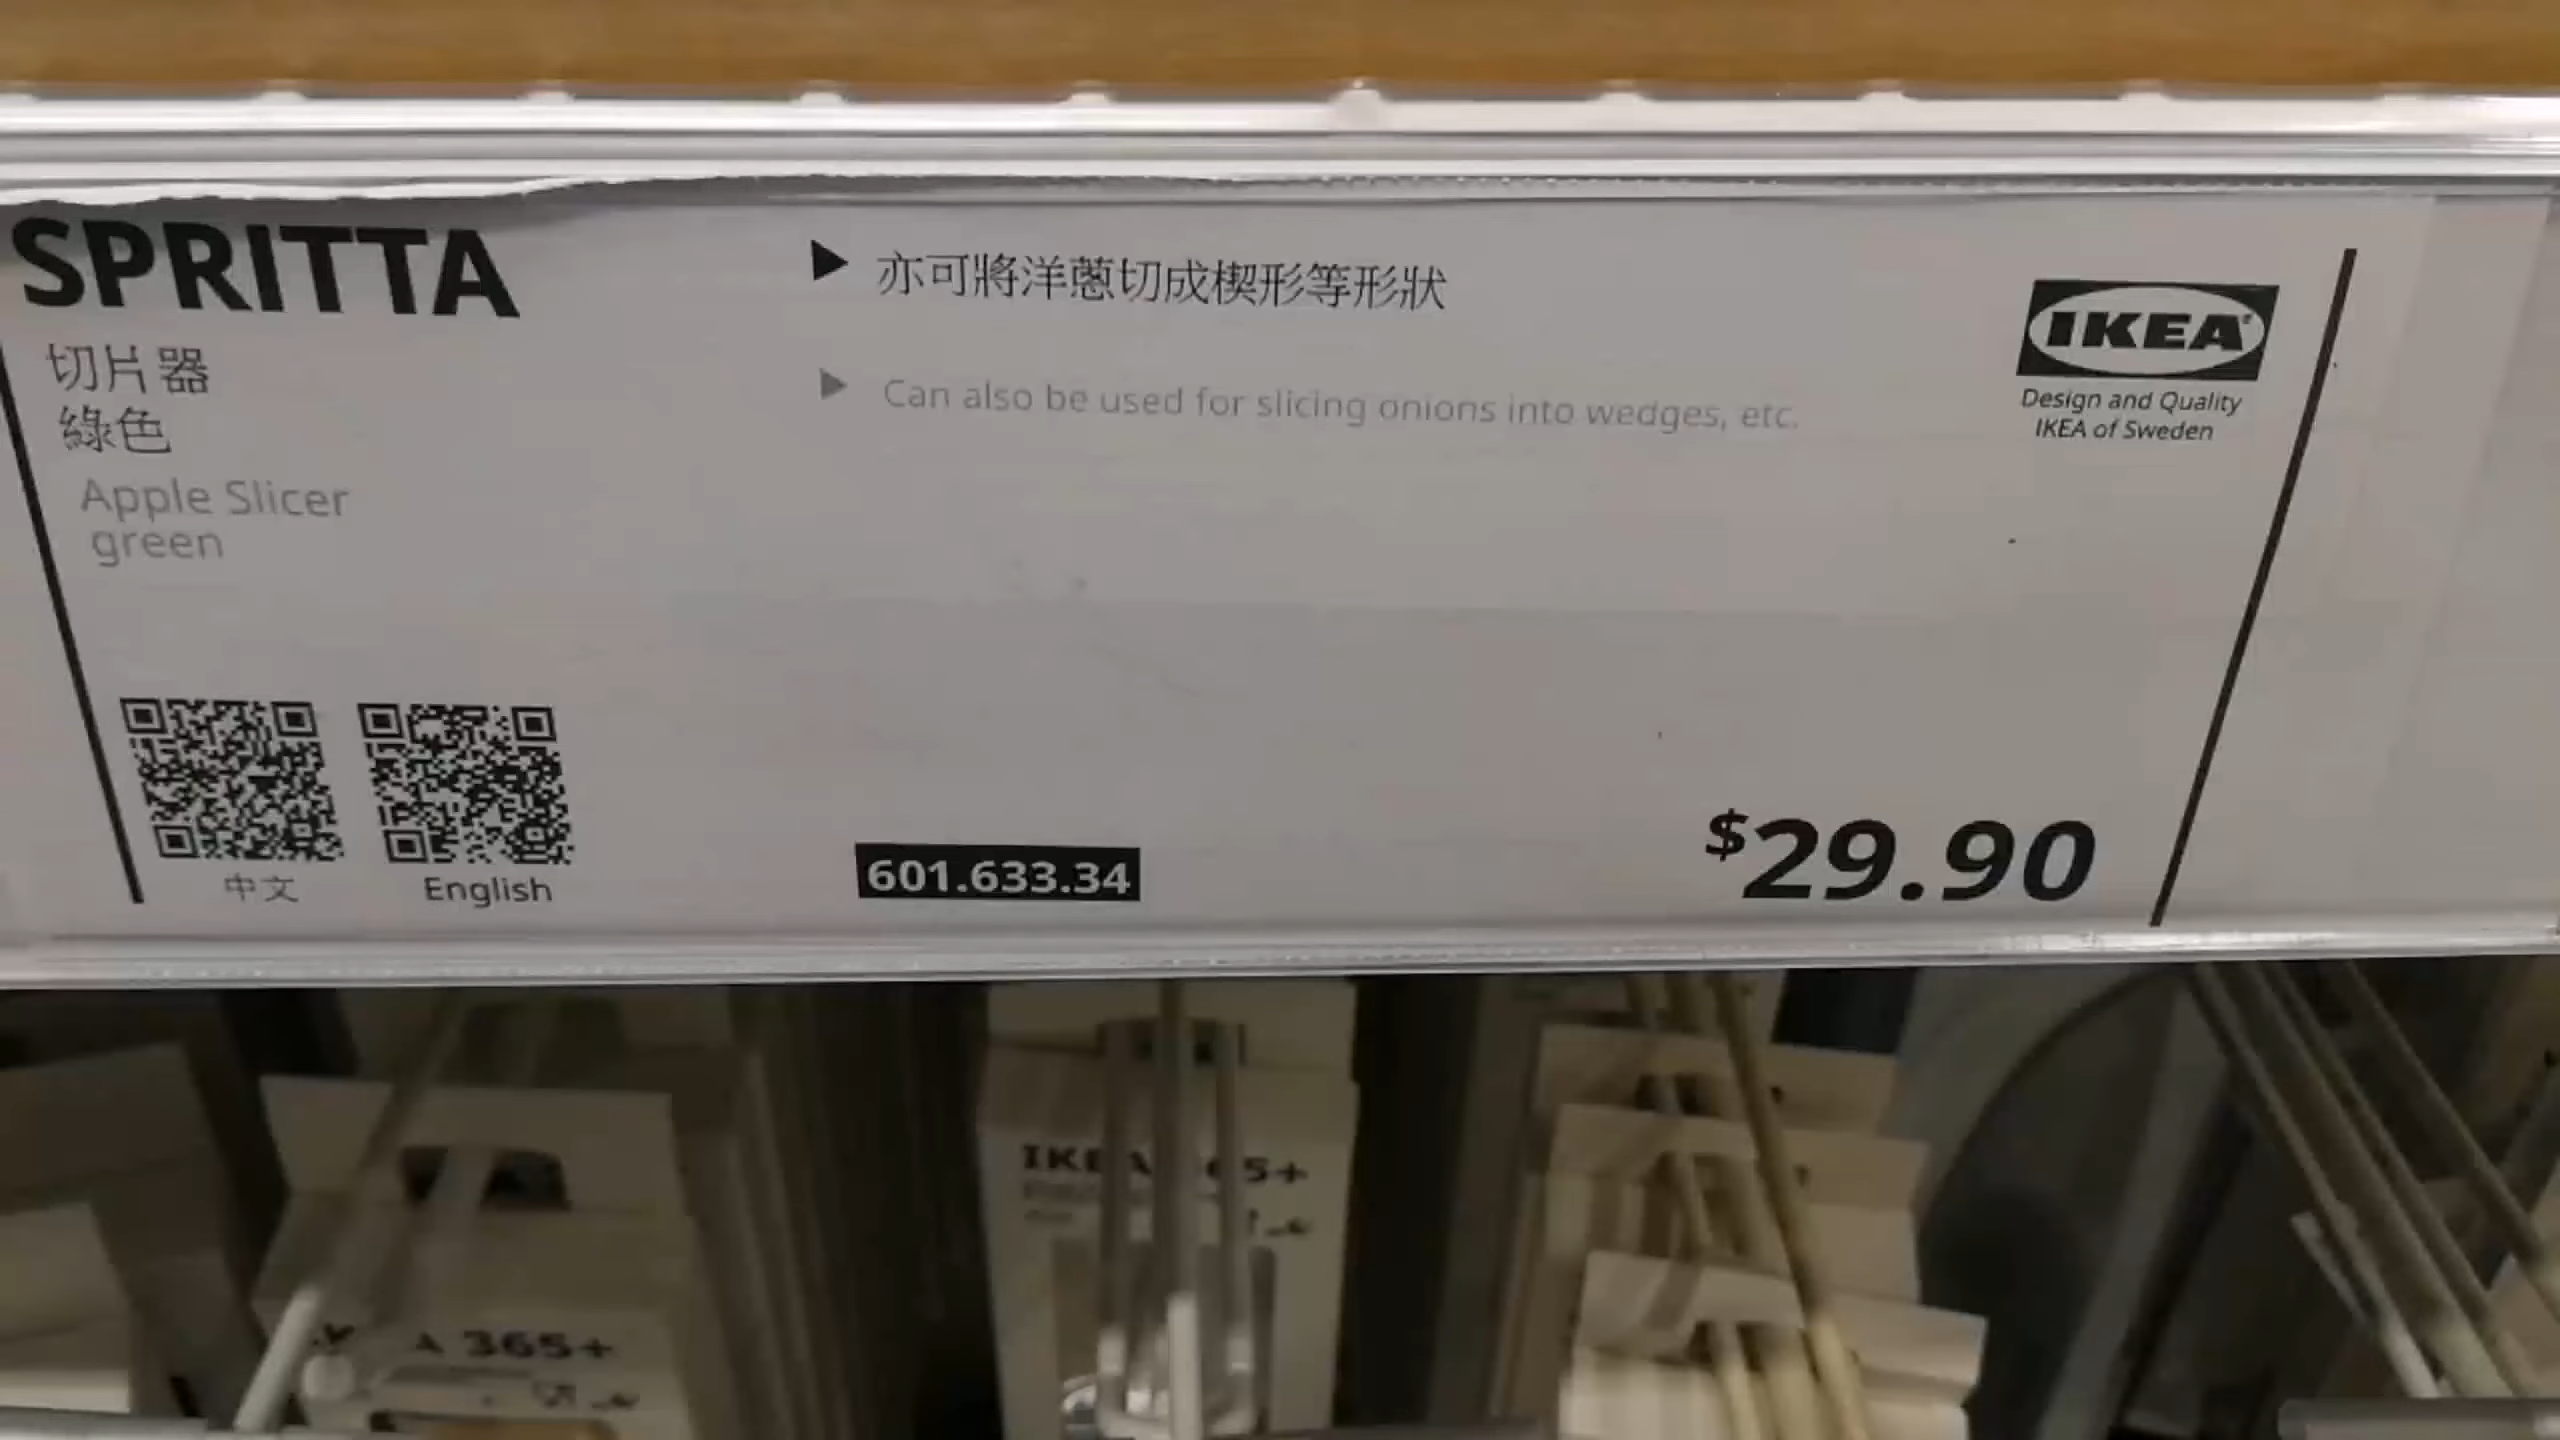 SPRITTA
切片器
綠色
Apple Slicer
green
亦可將洋蔥切成楔形等形狀
Can also be used for slicing onions into wedges, etc.
IKEA
Design and Quality
IKEA of Sweden
中文
English
601.633.34
$29.90
IKEA 365+
365+